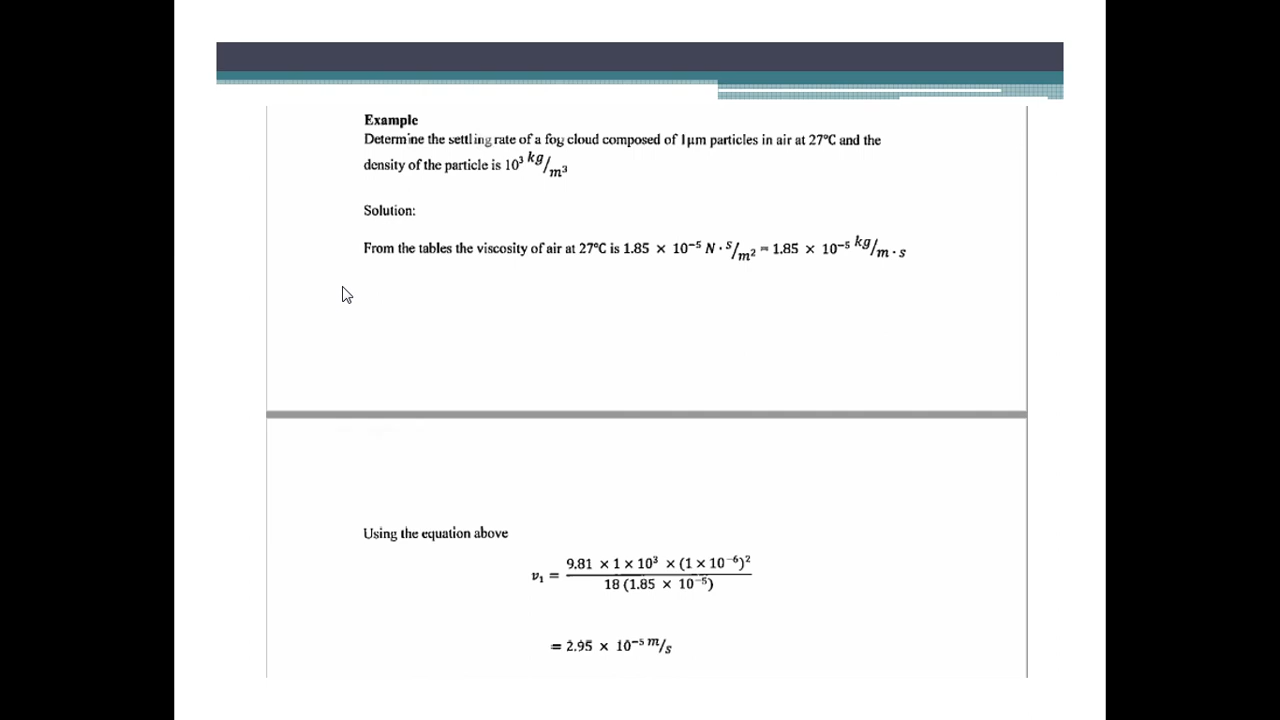 Example
Determine the settling rate of a fog cloud composed of 1µm particles in air at 27°C and the
density of the particle is 10³ kg/m³
Solution:
From the tables the viscosity of air at 27°C is 1.85 × 10⁻⁵ N · s/m² = 1.85 × 10⁻⁵ kg/m · s
Using the equation above
v₁ = 9.81 × 1 × 10³ × (1 × 10⁻⁶)² / 18 (1.85 × 10⁻⁵)
= 2.95 × 10⁻⁵ m/s